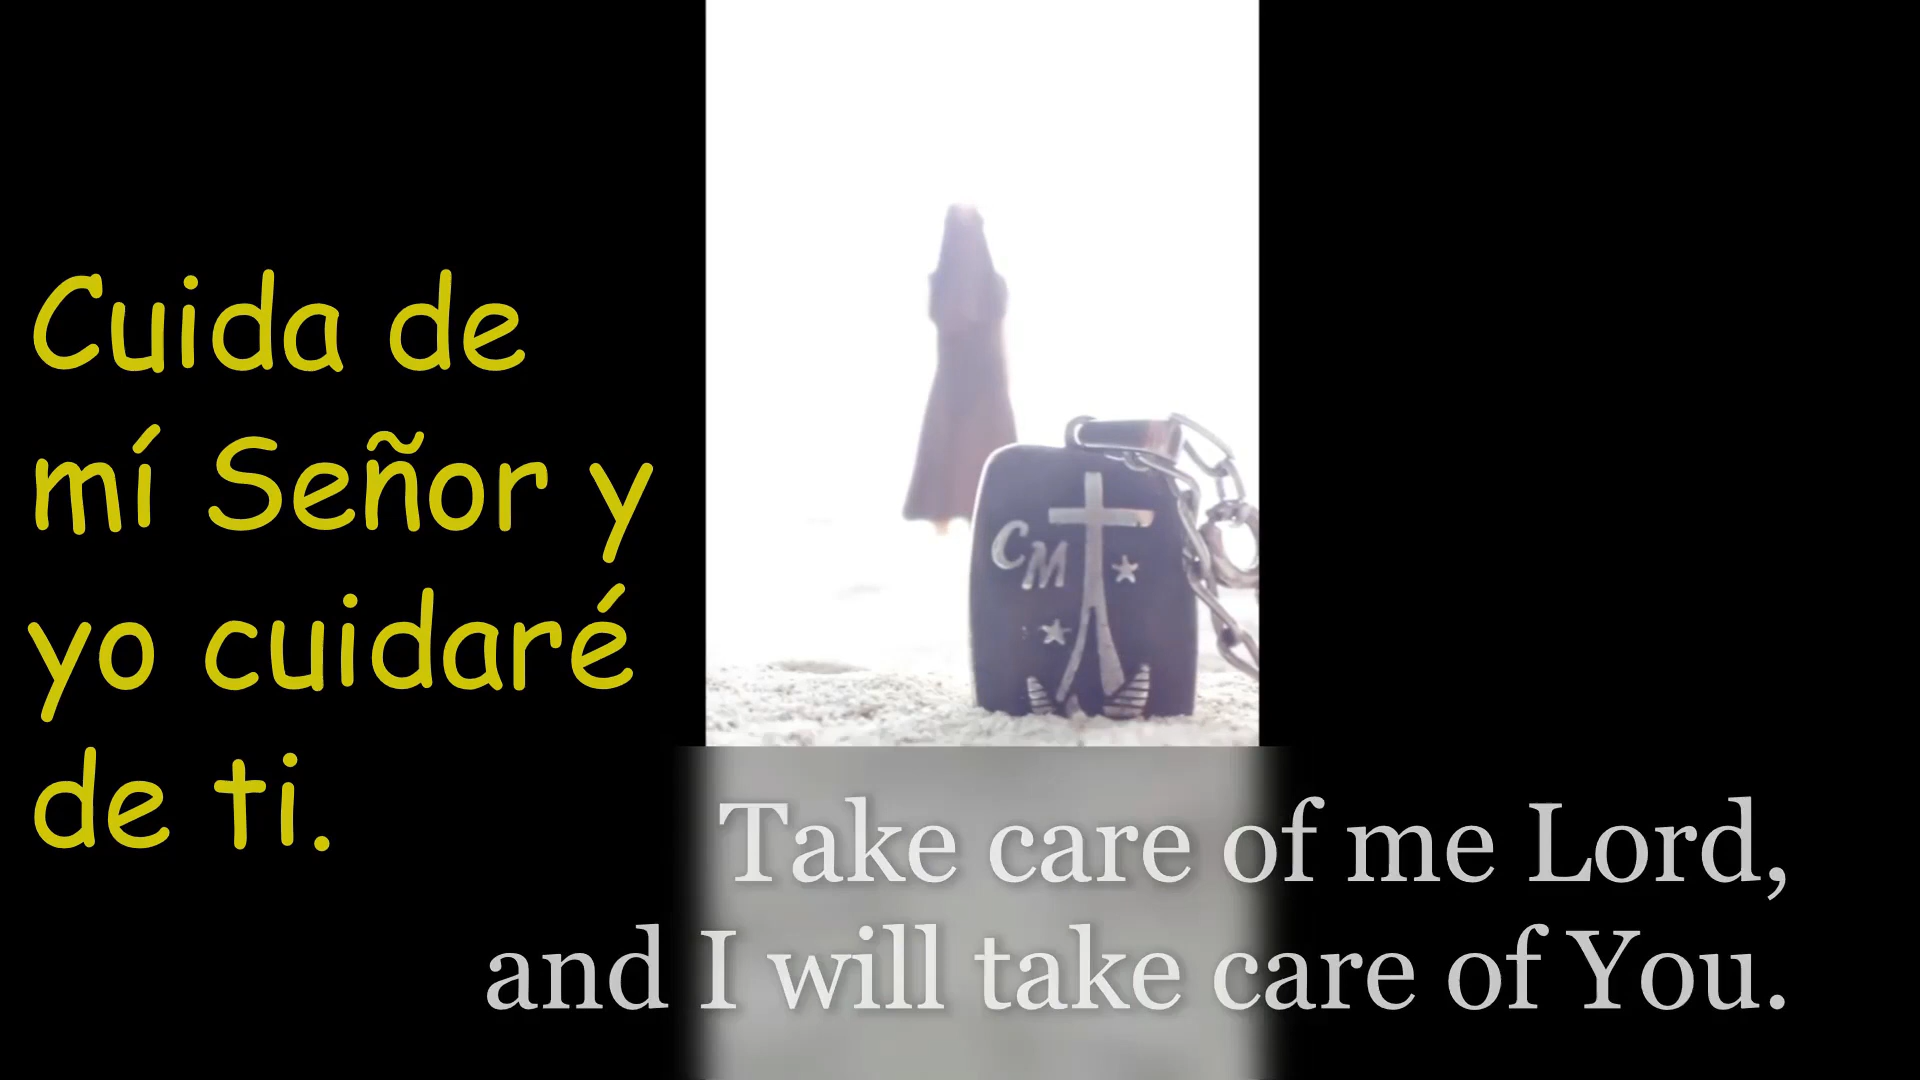 Cuida de
mí Señor y
yo cuidaré
de ti.
CM
Take care of me Lord,
and I will take care of You.